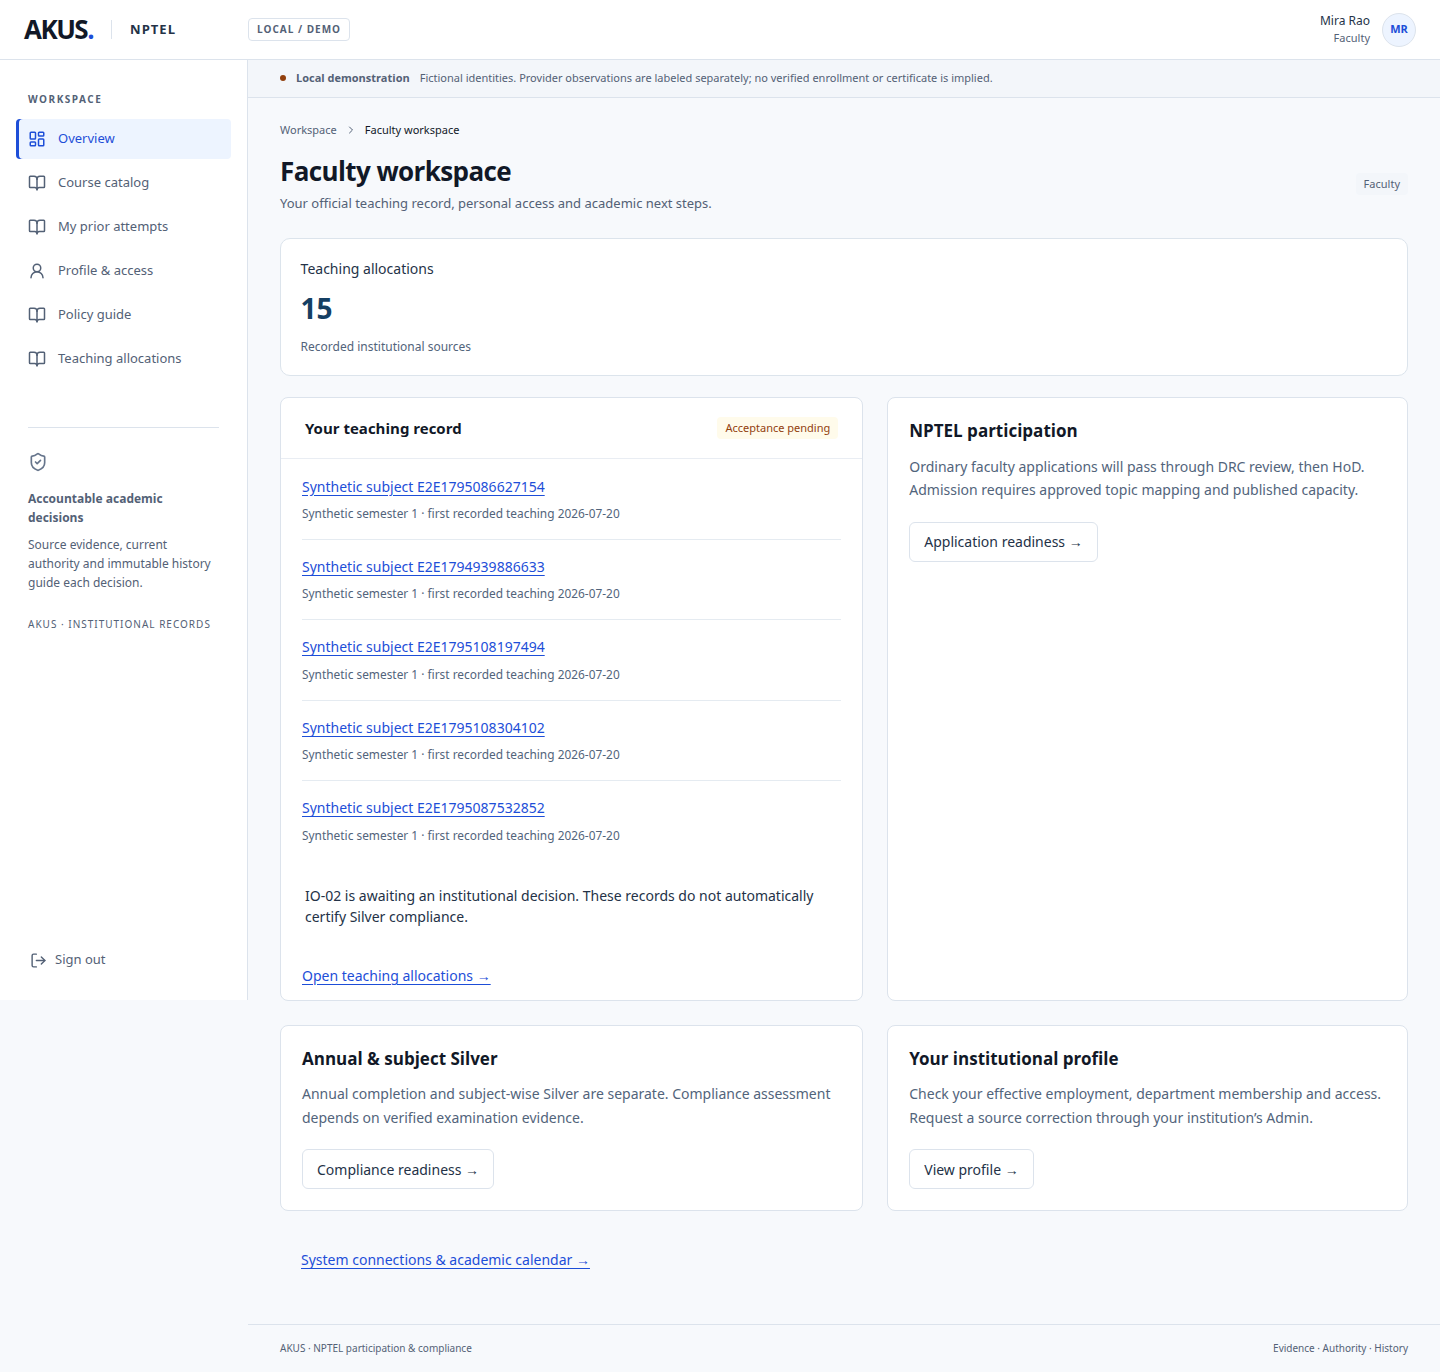 AKUS.
NPTEL
LOCAL / DEMO
Mira Rao
Faculty
MR
WORKSPACE
Overview
Course catalog
My prior attempts
Profile & access
Policy guide
Teaching allocations
Accountable academic
decisions
Source evidence, current
authority and immutable history
guide each decision.
AKUS · INSTITUTIONAL RECORDS
Sign out
Local demonstration Fictional identities. Provider observations are labeled separately; no verified enrollment or certificate is implied.
Workspace > Faculty workspace
Faculty workspace
Your official teaching record, personal access and academic next steps.
Faculty
Teaching allocations
15
Recorded institutional sources
Your teaching record
Acceptance pending
Synthetic subject E2E1795086627154
Synthetic semester 1 · first recorded teaching 2026-07-20
Synthetic subject E2E1794939886633
Synthetic semester 1 · first recorded teaching 2026-07-20
Synthetic subject E2E1795108197494
Synthetic semester 1 · first recorded teaching 2026-07-20
Synthetic subject E2E1795108304102
Synthetic semester 1 · first recorded teaching 2026-07-20
Synthetic subject E2E1795087532852
Synthetic semester 1 · first recorded teaching 2026-07-20
IO-02 is awaiting an institutional decision. These records do not automatically
certify Silver compliance.
Open teaching allocations →
NPTEL participation
Ordinary faculty applications will pass through DRC review, then HoD.
Admission requires approved topic mapping and published capacity.
Application readiness →
Annual & subject Silver
Annual completion and subject-wise Silver are separate. Compliance assessment
depends on verified examination evidence.
Compliance readiness →
Your institutional profile
Check your effective employment, department membership and access.
Request a source correction through your institution’s Admin.
View profile →
System connections & academic calendar →
AKUS · NPTEL participation & compliance
Evidence · Authority · History